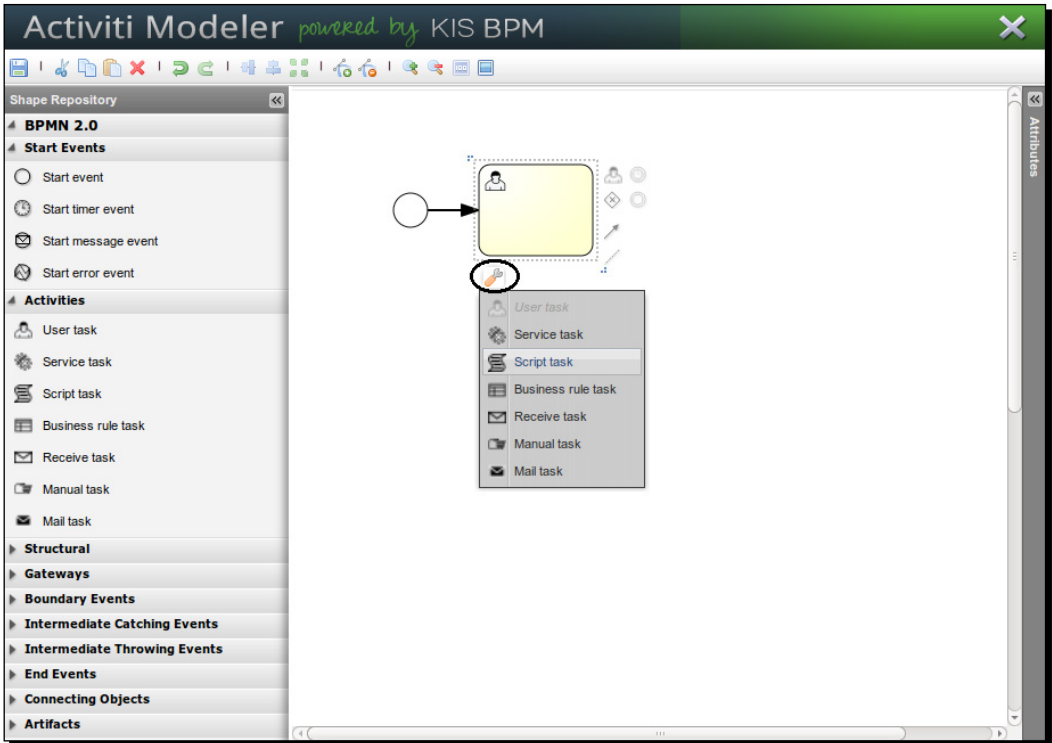 Activiti Modeler powered by KIS BPM
Shape Repository
BPMN 2.0
Start Events
Start event
Start timer event
Start message event
Start error event
Activities
User task
Service task
Script task
Business rule task
Receive task
Manual task
Mail task
Structural
Gateways
Boundary Events
Intermediate Catching Events
Intermediate Throwing Events
End Events
Connecting Objects
Artifacts
User task
Service task
Script task
Business rule task
Receive task
Manual task
Mail task
Attributes